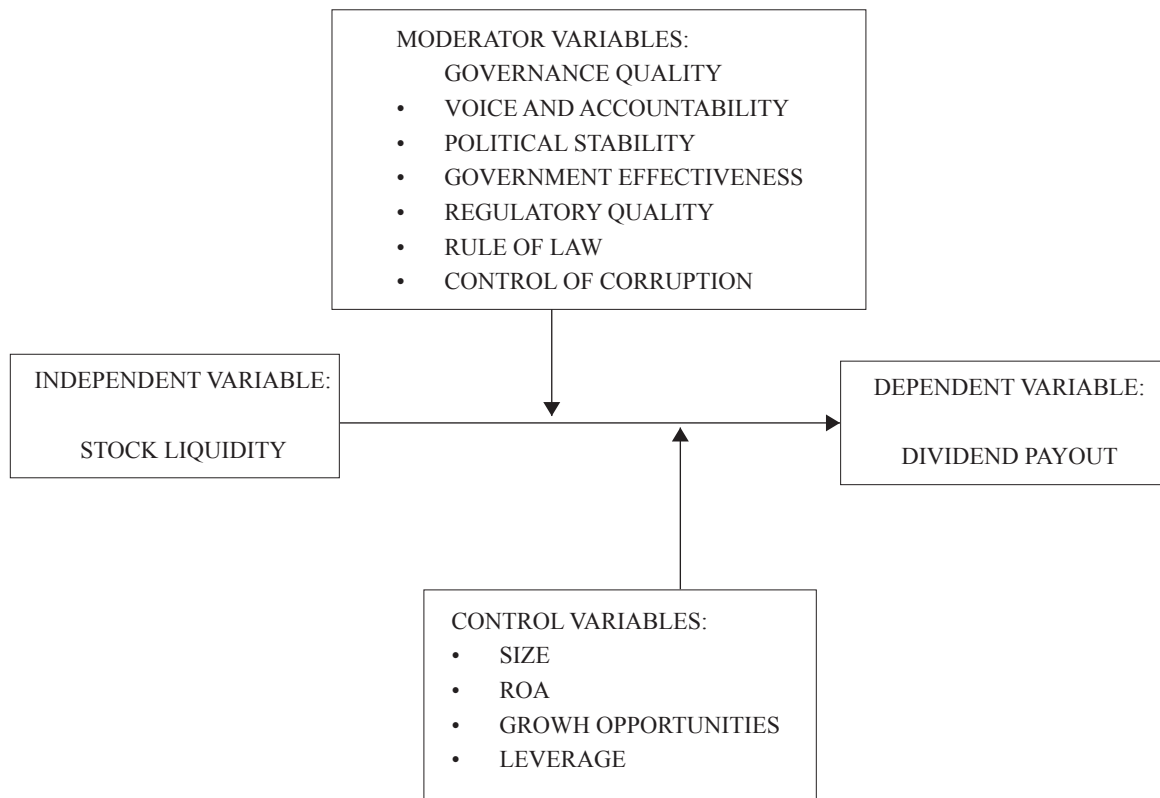 MODERATOR VARIABLES:
GOVERNANCE QUALITY
• VOICE AND ACCOUNTABILITY
• POLITICAL STABILITY
• GOVERNMENT EFFECTIVENESS
• REGULATORY QUALITY
• RULE OF LAW
• CONTROL OF CORRUPTION
INDEPENDENT VARIABLE:
STOCK LIQUIDITY
DEPENDENT VARIABLE:
DIVIDEND PAYOUT
CONTROL VARIABLES:
• SIZE
• ROA
• GROWH OPPORTUNITIES
• LEVERAGE